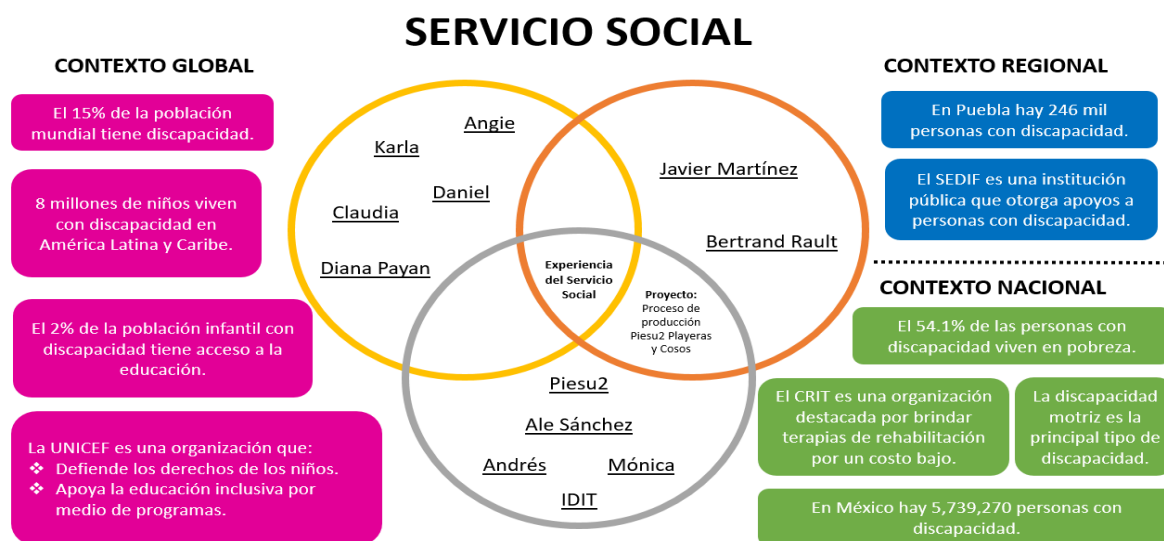 SERVICIO SOCIAL
CONTEXTO GLOBAL
El 15% de la población
mundial tiene discapacidad.
8 millones de niños viven
con discapacidad en
América Latina y Caribe.
El 2% de la población infantil con
discapacidad tiene acceso a la
educación.
La UNICEF es una organización que:
❖ Defiende los derechos de los niños.
❖ Apoya la educación inclusiva por
medio de programas.
Angie
Karla
Daniel
Claudia
Diana Payan
Javier Martínez
Bertrand Rault
Experiencia
del Servicio
Social
Proyecto:
Proceso de
producción
Piesu2 Playeras
y Cosos
Piesu2
Ale Sánchez
Andrés
Mónica
IDIT
CONTEXTO REGIONAL
En Puebla hay 246 mil
personas con discapacidad.
El SEDIF es una institución
pública que otorga apoyos a
personas con discapacidad.
CONTEXTO NACIONAL
El 54.1% de las personas con
discapacidad viven en pobreza.
El CRIT es una organización
destacada por brindar
terapias de rehabilitación
por un costo bajo.
La discapacidad
motriz es la
principal tipo de
discapacidad.
En México hay 5,739,270 personas con
discapacidad.